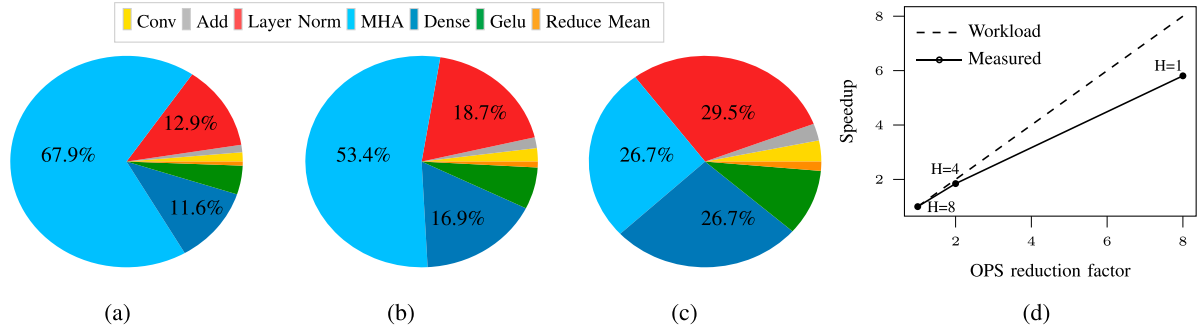 Conv Add Layer Norm MHA Dense Gelu Reduce Mean
67.9%
12.9%
11.6%
(a)
53.4%
18.7%
16.9%
(b)
29.5%
26.7%
26.7%
(c)
8
6
4
2
Speedup
Workload
Measured
H=1
H=4
H=8
2 4 6 8
OPS reduction factor
(d)